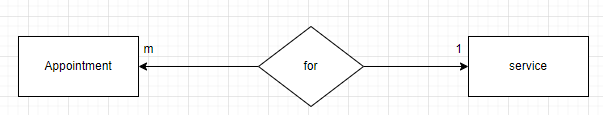 m
1
Appointment
for
service